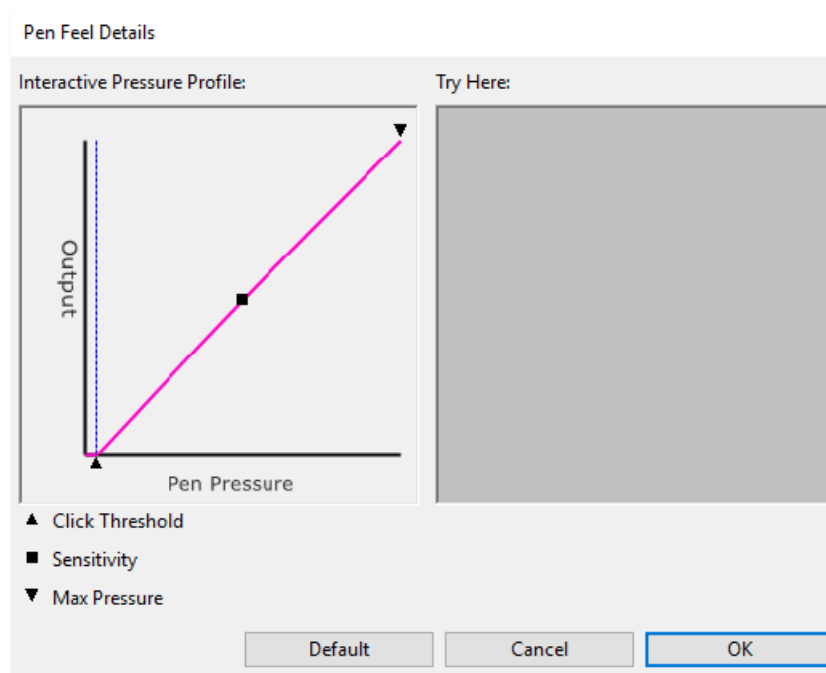 Pen Feel Details
Interactive Pressure Profile:
Try Here:
Output
Pen Pressure
Click Threshold
Sensitivity
Max Pressure
Default
Cancel
OK